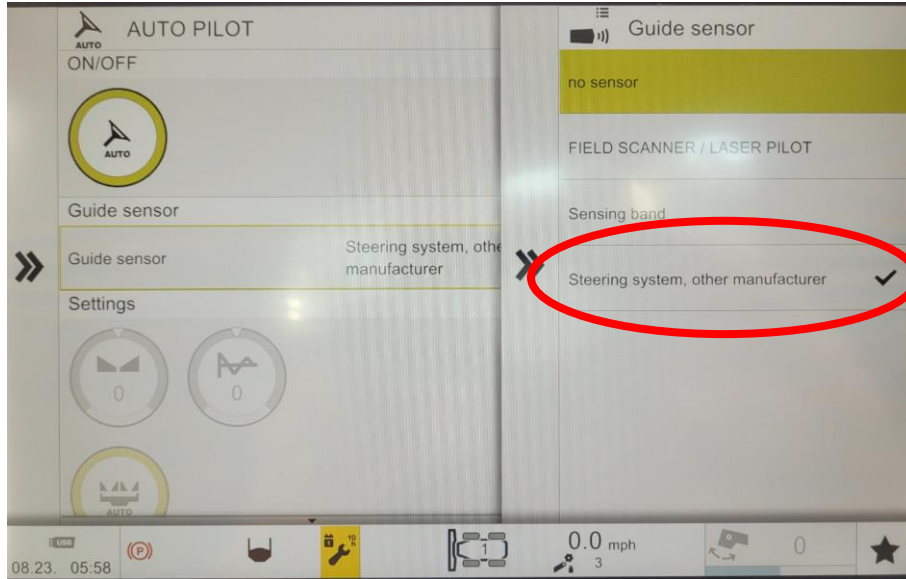 AUTO PILOT
AUTO
ON/OFF
AUTO
Guide sensor
Guide sensor
Steering system, othe
manufacturer
Settings
0
0
AUTO
Guide sensor
no sensor
FIELD SCANNER / LASER PILOT
Sensing band
Steering system, other manufacturer
USB
08.23. 05:58
(P)
10
h
1
0.0 mph
3
0